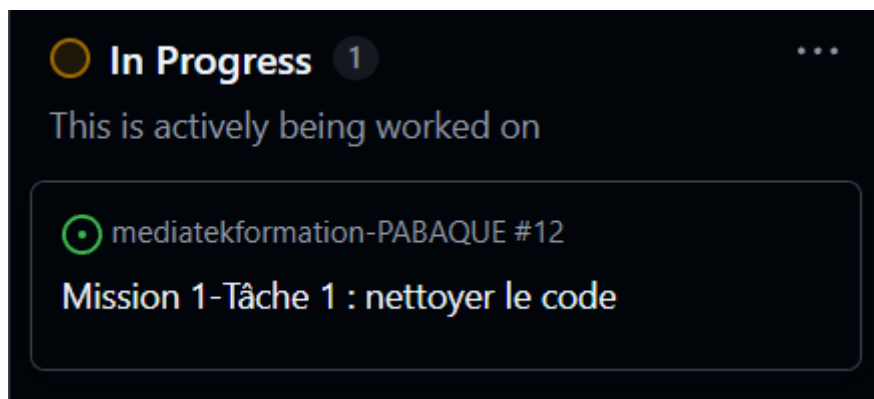 In Progress 1
This is actively being worked on
mediatekformation-PABAQUE #12
Mission 1-Tâche 1 : nettoyer le code